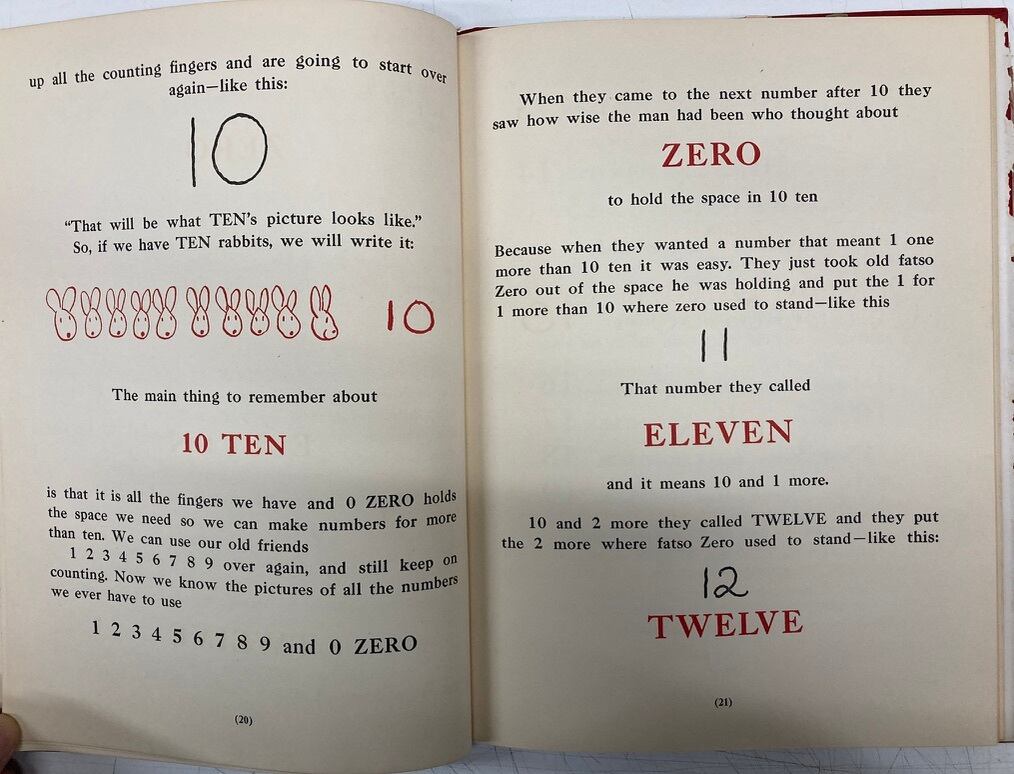 up all the counting fingers and are going to start over
again—like this:
10
“That will be what TEN’s picture looks like.”
So, if we have TEN rabbits, we will write it:
10
The main thing to remember about
10 TEN
is that it is all the fingers we have and 0 ZERO holds
the space we need so we can make numbers for more
than ten. We can use our old friends
1 2 3 4 5 6 7 8 9 over again, and still keep on
counting. Now we know the pictures of all the numbers
we ever have to use
1 2 3 4 5 6 7 8 9 and 0 ZERO
(20)
When they came to the next number after 10 they
saw how wise the man had been who thought about
ZERO
to hold the space in 10 ten
Because when they wanted a number that meant 1 one
more than 10 ten it was easy. They just took old fatso
Zero out of the space he was holding and put the 1 for
1 more than 10 where zero used to stand—like this
11
That number they called
ELEVEN
and it means 10 and 1 more.
10 and 2 more they called TWELVE and they put
the 2 more where fatso Zero used to stand—like this:
12
TWELVE
(21)